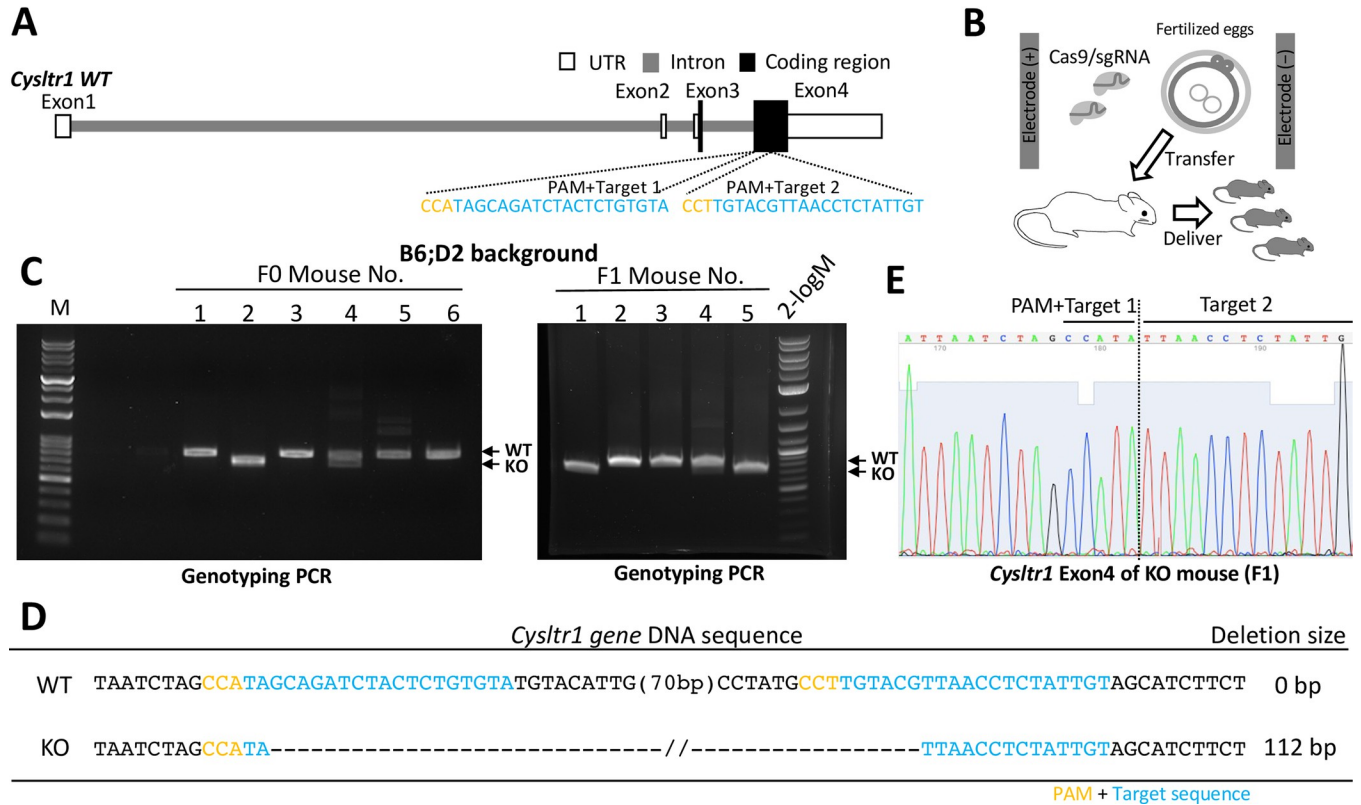 A
Cysltr1 WT
UTR Intron Coding region
Exon1 Exon2 Exon3 Exon4
PAM+Target 1 PAM+Target 2
CCATAGCAGATCTACTCTGTGTA CCTTGTACGTTAACCTCTATTGT
B
Fertilized eggs
Cas9/sgRNA
Electrode (+)
Electrode (−)
Transfer
Deliver
C
B6;D2 background
F0 Mouse No.
M 1 2 3 4 5 6
WT
KO
Genotyping PCR
F1 Mouse No.
1 2 3 4 5 2-logM
WT
KO
Genotyping PCR
E
PAM+Target 1 Target 2
ATTAATCTAGCCATATTAACCTCTATTG
170 180 190
Cysltr1 Exon4 of KO mouse (F1)
D
Cysltr1 gene DNA sequence Deletion size
WT TAATCTAGCCATAGCAGATCTACTCTGTGTATGTACATTG(70bp)CCTATGCCTTGTACGTTAACCTCTATTGTAGCATCTTCT 0 bp
KO TAATCTAGCCATA-----------------------------//-----------------TTAACCTCTATTGTAGCATCTTCT 112 bp
PAM + Target sequence